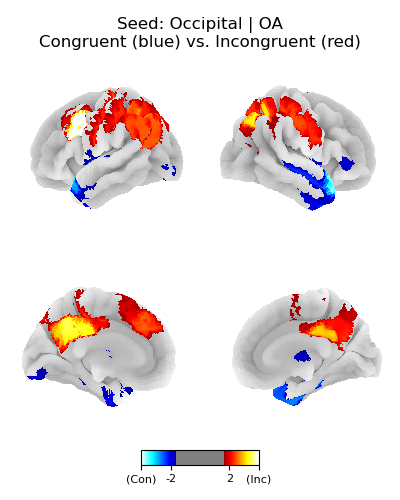 Seed: Occipital | OA
Congruent (blue) vs. Incongruent (red)
(Con) -2 2 (Inc)